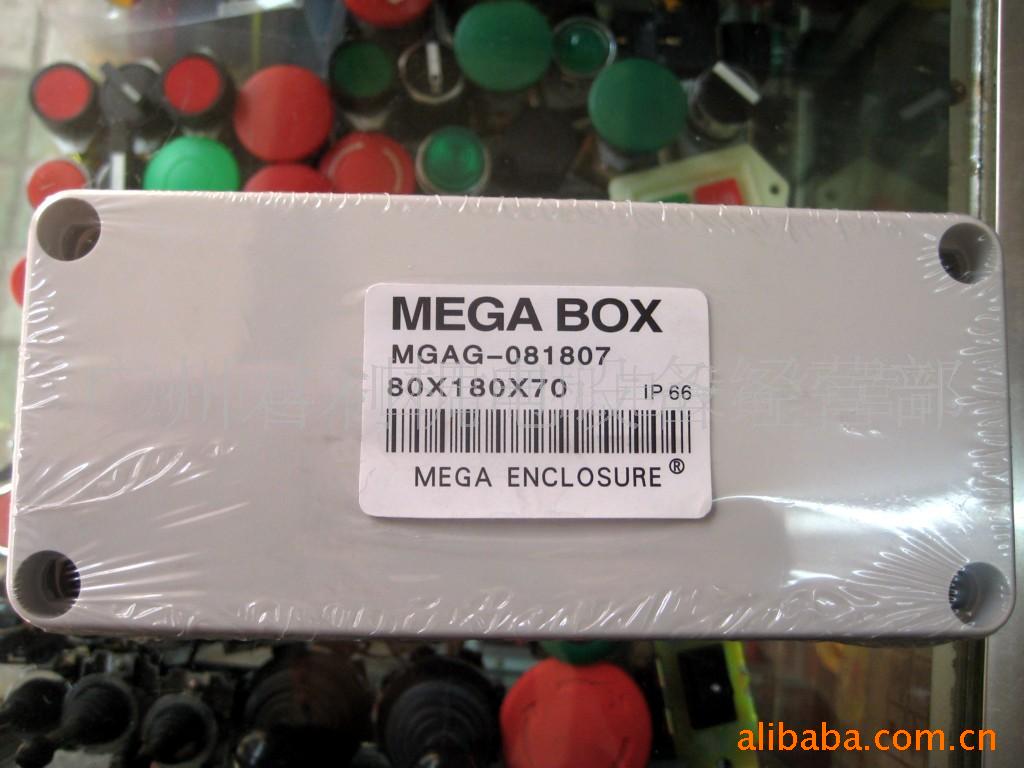 MEGA BOX
MGAG-081807
80X180X70 IP 66
MEGA ENCLOSURE®
alibaba.com.cn